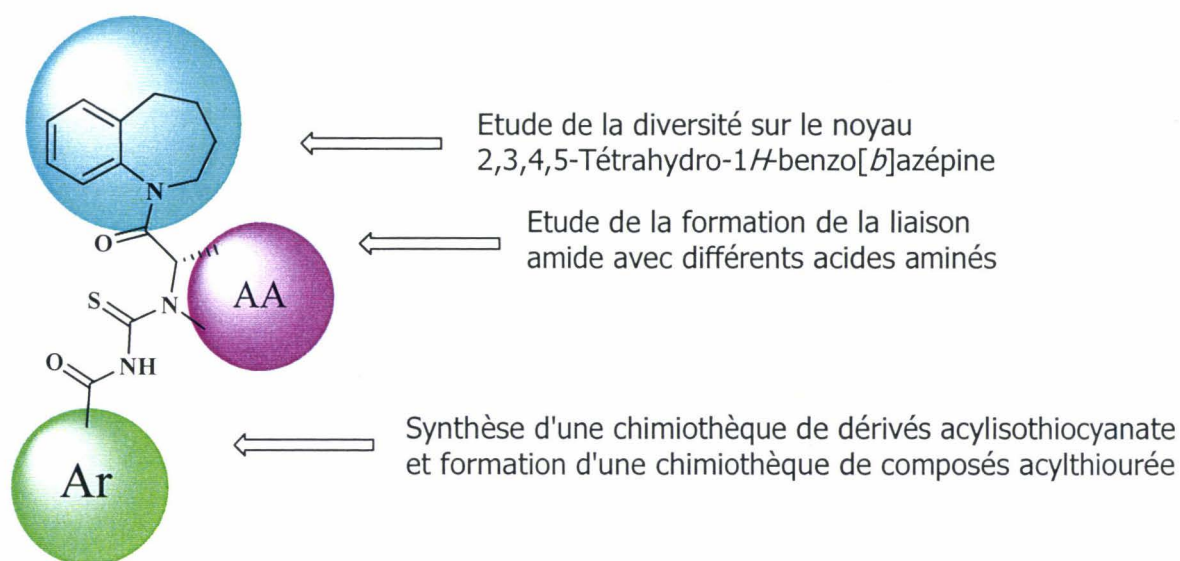 Etude de la diversité sur le noyau
2,3,4,5-Tétrahydro-1H-benzo[b]azépine
N
O
Etude de la formation de la liaison
amide avec différents acides aminés
S
N
AA
O
NH
Synthèse d'une chimiothèque de dérivés acylisothiocyanate
et formation d'une chimiothèque de composés acylthiourée
Ar